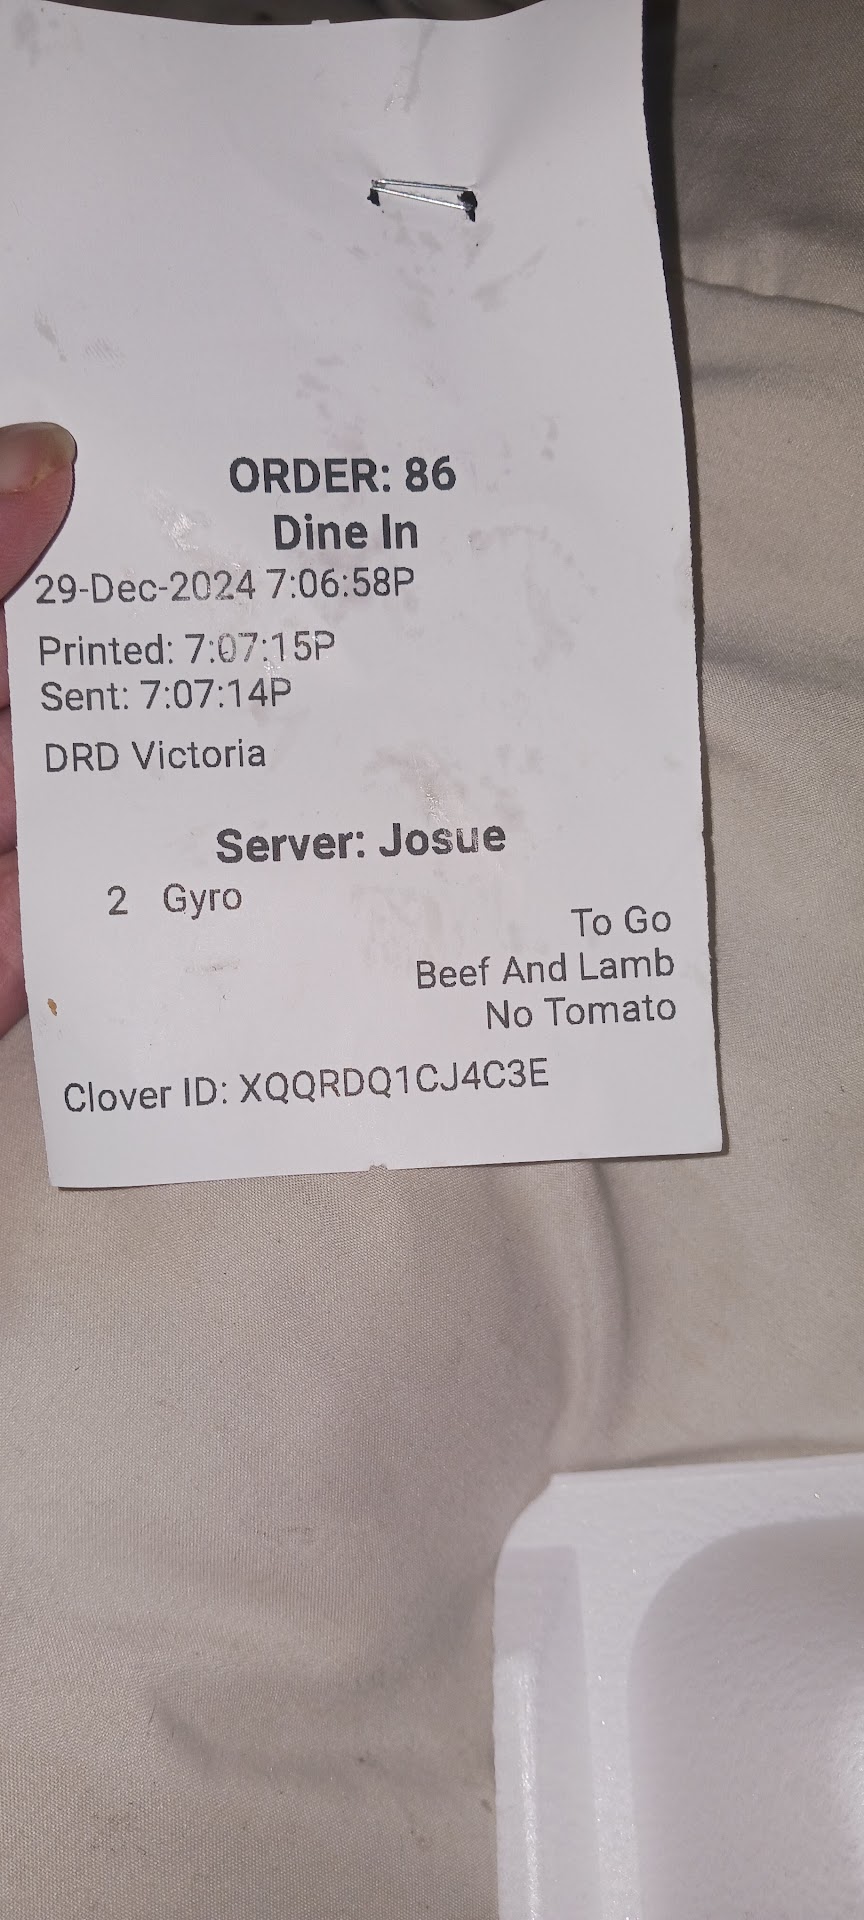 ORDER: 86
Dine In
29-Dec-2024 7:06:58P
Printed: 7:07:15P
Sent: 7:07:14P
DRD Victoria
Server: Josue
2 Gyro
To Go
Beef And Lamb
No Tomato
Clover ID: XQQRDQ1CJ4C3E